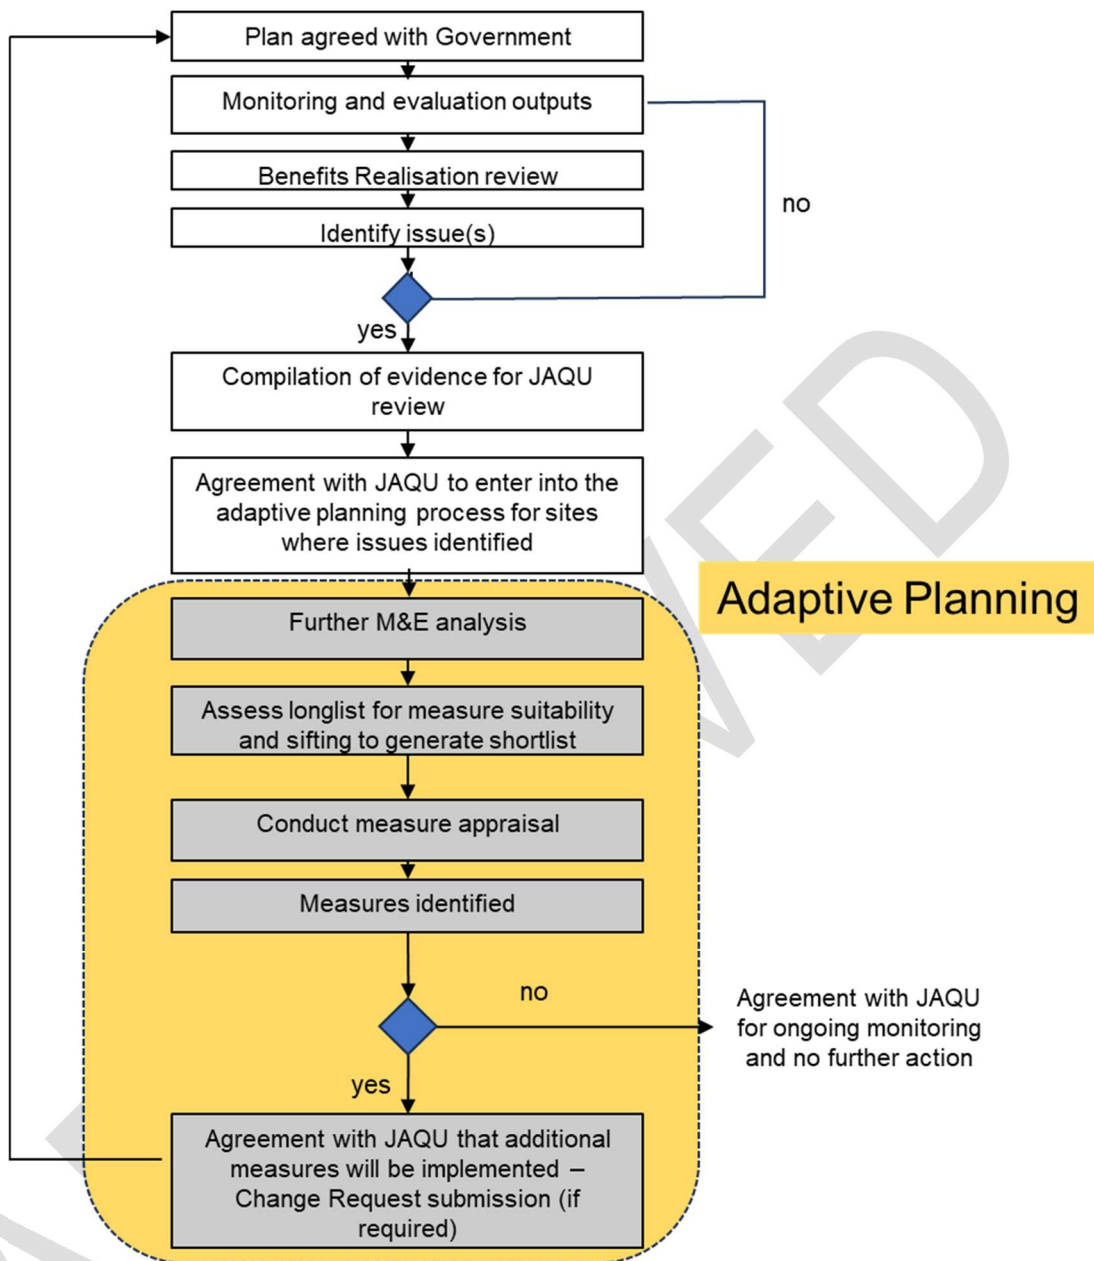 Plan agreed with Government
Monitoring and evaluation outputs
Benefits Realisation review
no
Identify issue(s)
yes
Compilation of evidence for JAQU
review
Agreement with JAQU to enter into the
adaptive planning process for sites
where issues identified
Adaptive Planning
Further M&E analysis
Assess longlist for measure suitability
and sifting to generate shortlist
Conduct measure appraisal
Measures identified
no
Agreement with JAQU
for ongoing monitoring
and no further action
yes
Agreement with JAQU that additional
measures will be implemented –
Change Request submission (if
required)